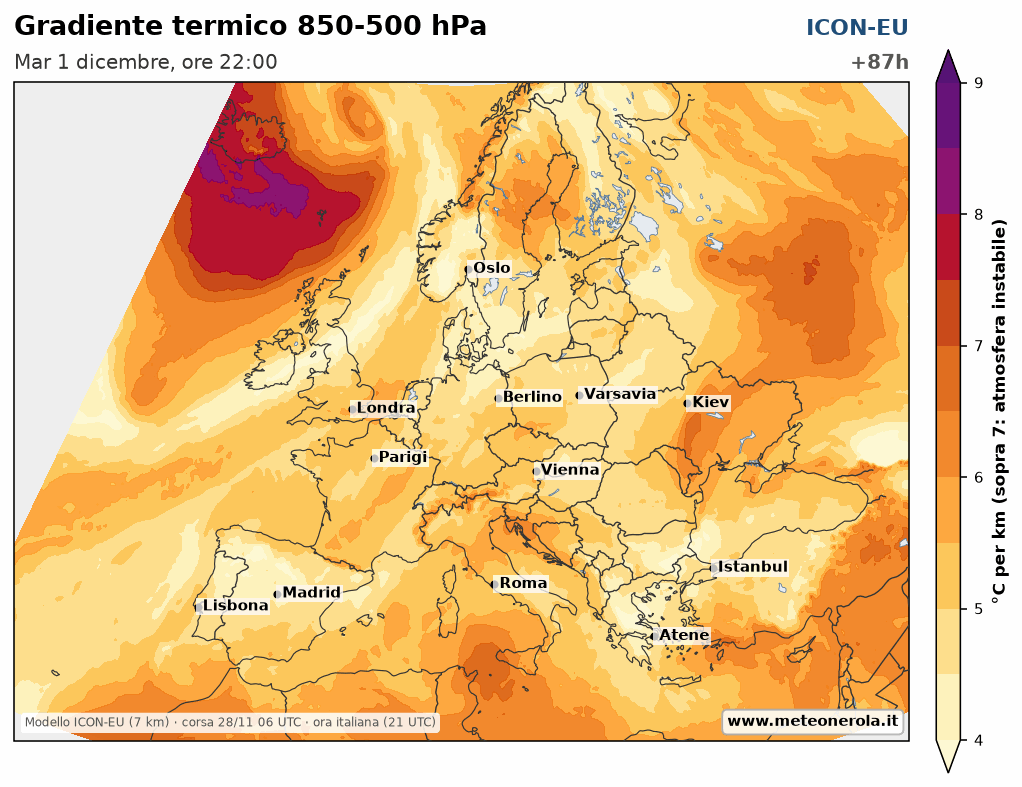 Gradiente termico 850-500 hPa
ICON-EU
Mar 1 dicembre, ore 22:00
+87h
9
8
7
6
5
4
°C per km (sopra 7: atmosfera instabile)
Oslo
Berlino
Varsavia
Kiev
Londra
Parigi
Vienna
Istanbul
Roma
Madrid
Lisbona
Atene
Modello ICON-EU (7 km) · corsa 28/11 06 UTC · ora italiana (21 UTC)
www.meteonerola.it